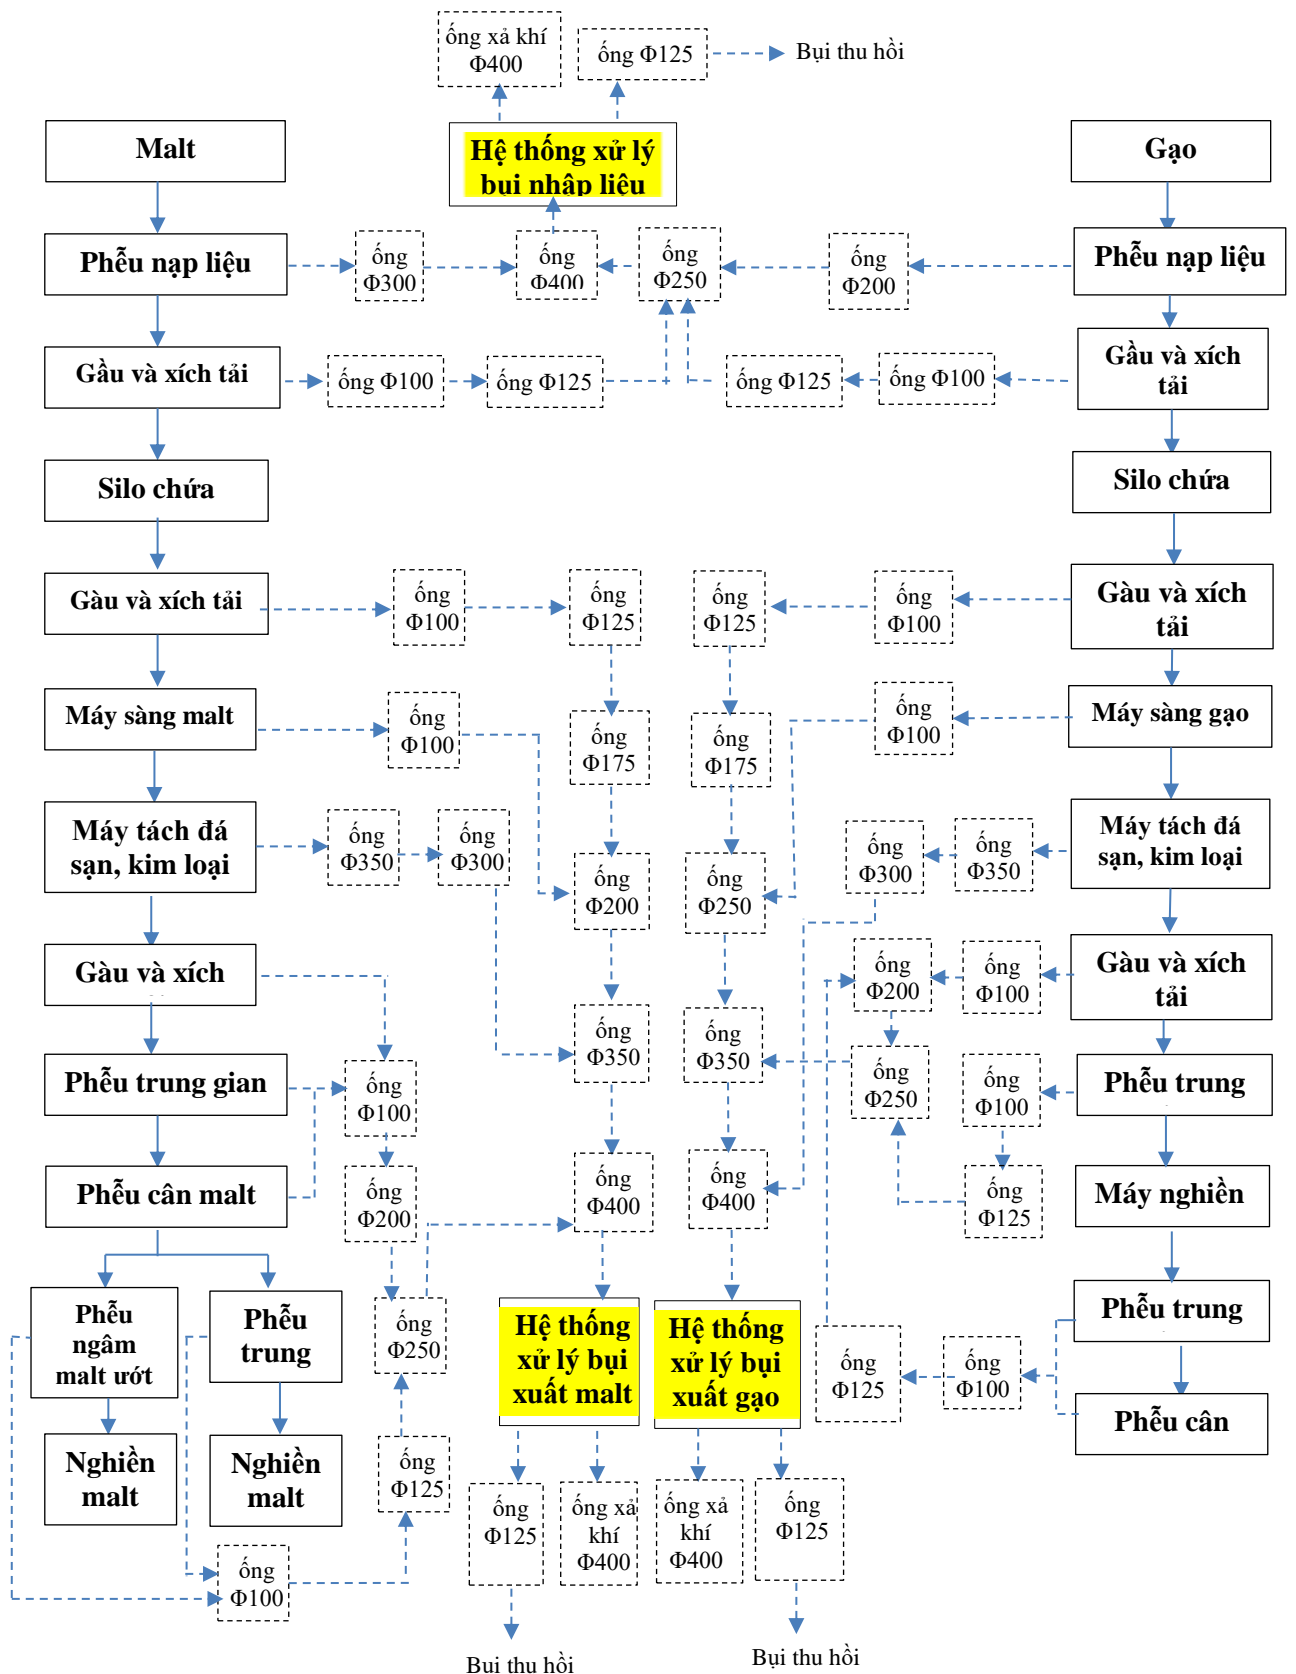 ống xả khí
Φ400
ống Φ125
Bụi thu hồi
Malt
Hệ thống xử lý
bụi nhập liệu
Gạo
Phễu nạp liệu
ống
Φ300
ống
Φ400
ống
Φ250
ống
Φ200
Phễu nạp liệu
Gầu và xích tải
ống Φ100
ống Φ125
ống Φ125
ống Φ100
Gầu và xích
tải
Silo chứa
Silo chứa
Gàu và xích tải
ống
Φ100
ống
Φ125
ống
Φ125
ống
Φ100
Gàu và xích
tải
Máy sàng malt
ống
Φ100
ống
Φ175
ống
Φ175
ống
Φ100
Máy sàng gạo
Máy tách đá
sạn, kim loại
ống
Φ350
ống
Φ300
ống
Φ200
ống
Φ250
ống
Φ300
ống
Φ350
Máy tách đá
sạn, kim loại
Gàu và xích
ống
Φ200
ống
Φ100
Gàu và xích
tải
Phễu trung gian
ống
Φ100
ống
Φ350
ống
Φ350
ống
Φ250
ống
Φ100
Phễu trung
Phễu cân malt
ống
Φ200
ống
Φ400
ống
Φ400
ống
Φ125
Máy nghiền
Phễu
ngâm
malt ướt
Phễu
trung
ống
Φ250
Hệ thống
xử lý bụi
xuất malt
Hệ thống
xử lý bụi
xuất gạo
ống
Φ125
ống
Φ100
Phễu trung
Phễu cân
Nghiền
malt
Nghiền
malt
ống
Φ125
ống
Φ125
ống xả
khí
Φ400
ống xả
khí
Φ400
ống
Φ125
ống
Φ100
Bụi thu hồi
Bụi thu hồi